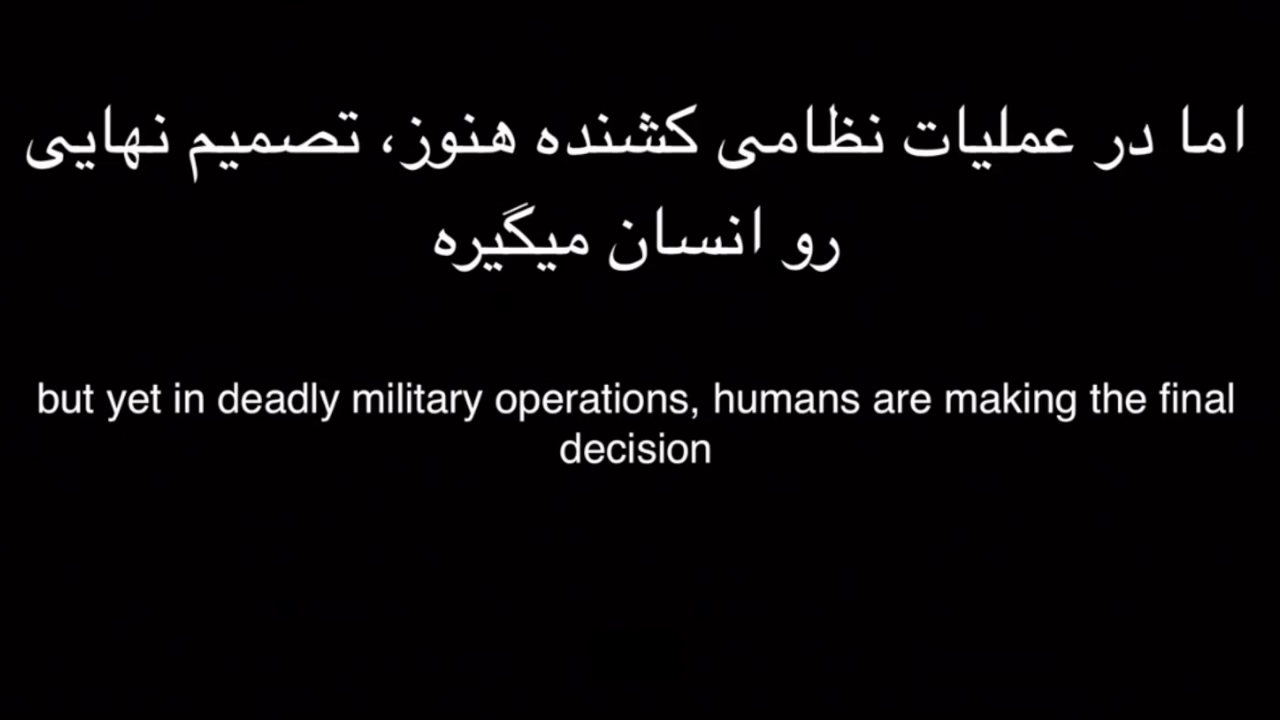 اما در عملیات نظامی کشنده هنوز، تصمیم نهایی
رو انسان میگیره
but yet in deadly military operations, humans are making the final
decision